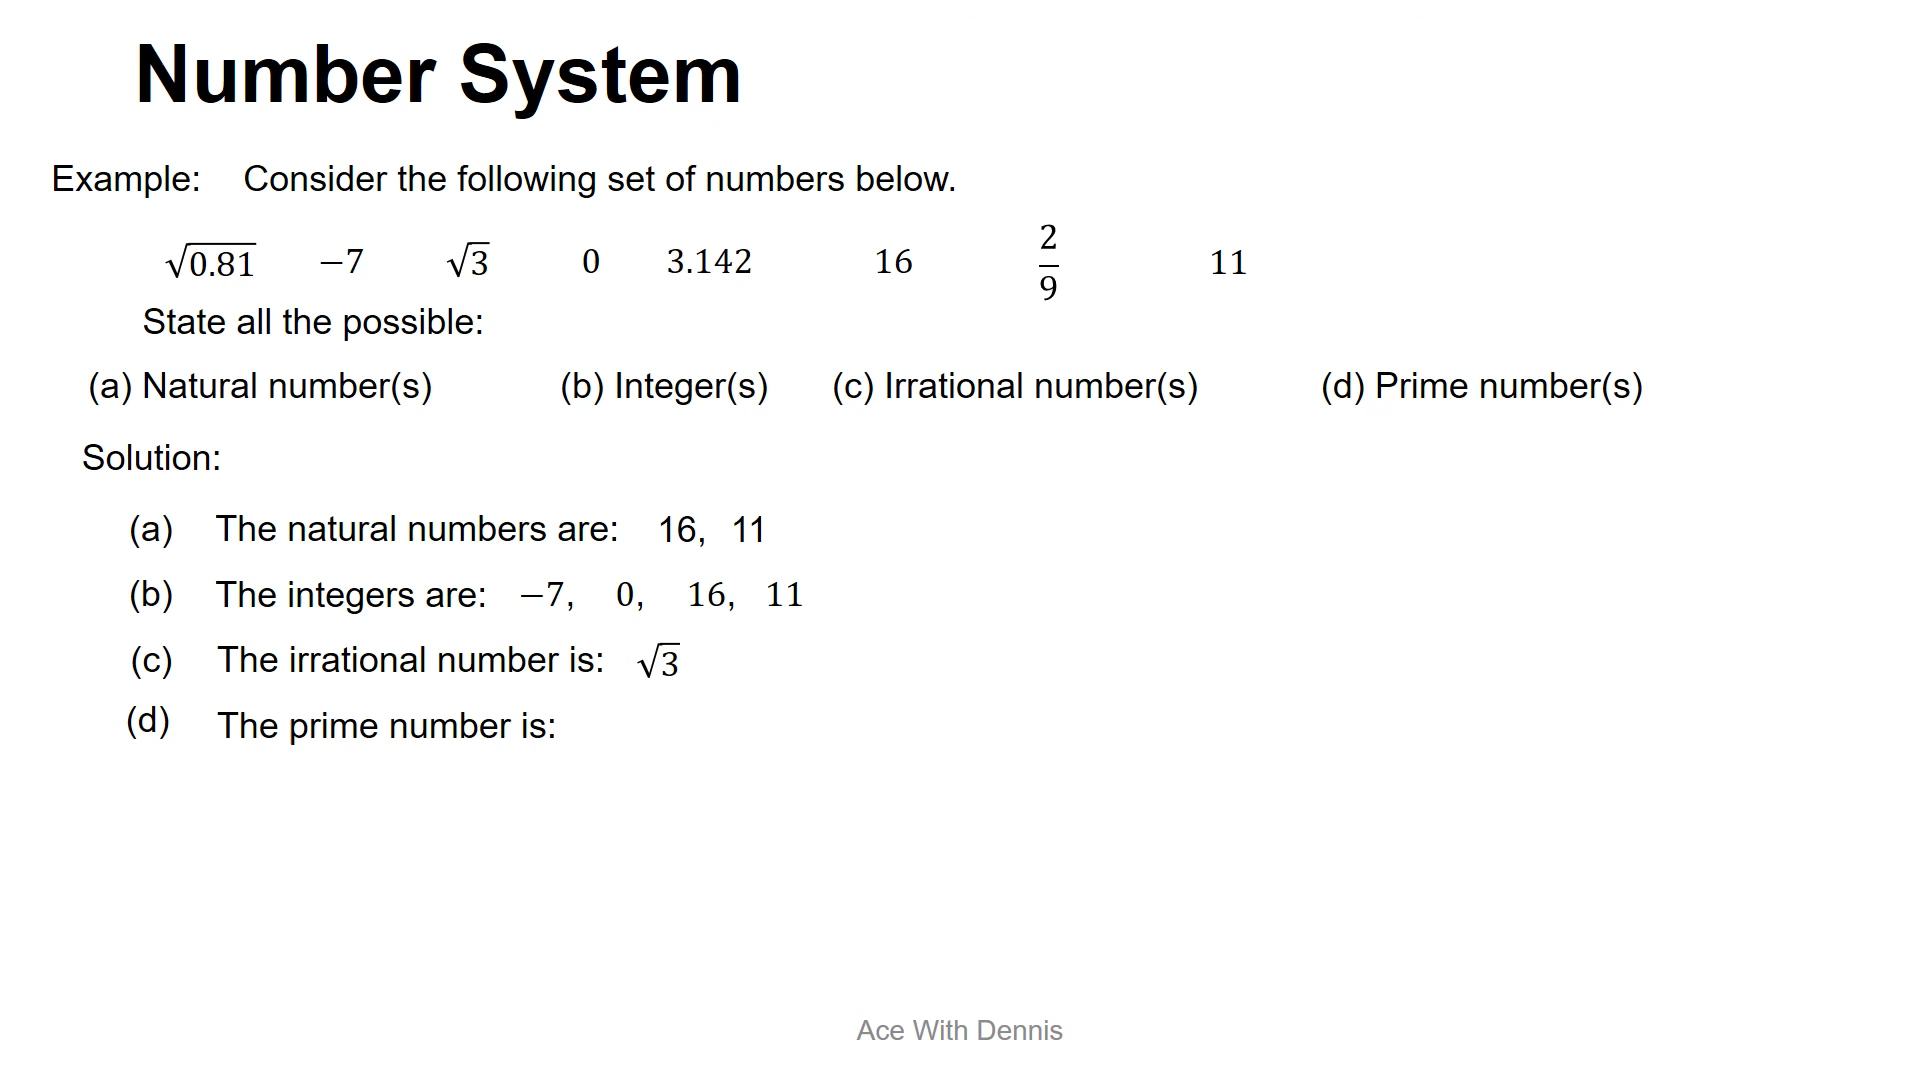 Number System
Example: Consider the following set of numbers below.
√0.81 −7 √3 0 3.142 16 2/9 11
State all the possible:
(a) Natural number(s) (b) Integer(s) (c) Irrational number(s) (d) Prime number(s)
Solution:
(a) The natural numbers are: 16, 11
(b) The integers are: −7, 0, 16, 11
(c) The irrational number is: √3
(d) The prime number is:
Ace With Dennis